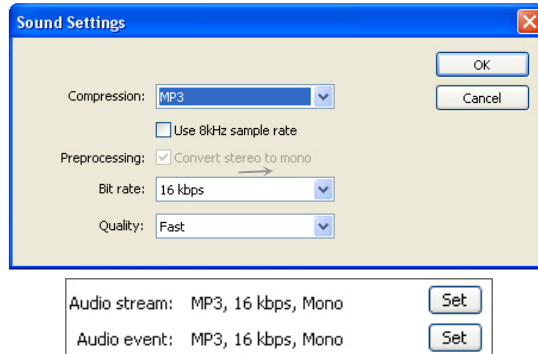 Sound Settings
OK
Compression: MP3
Cancel
Use 8kHz sample rate
Preprocessing: Convert stereo to mono
Bit rate: 16 kbps
Quality: Fast
Audio stream: MP3, 16 kbps, Mono Set
Audio event: MP3, 16 kbps, Mono Set